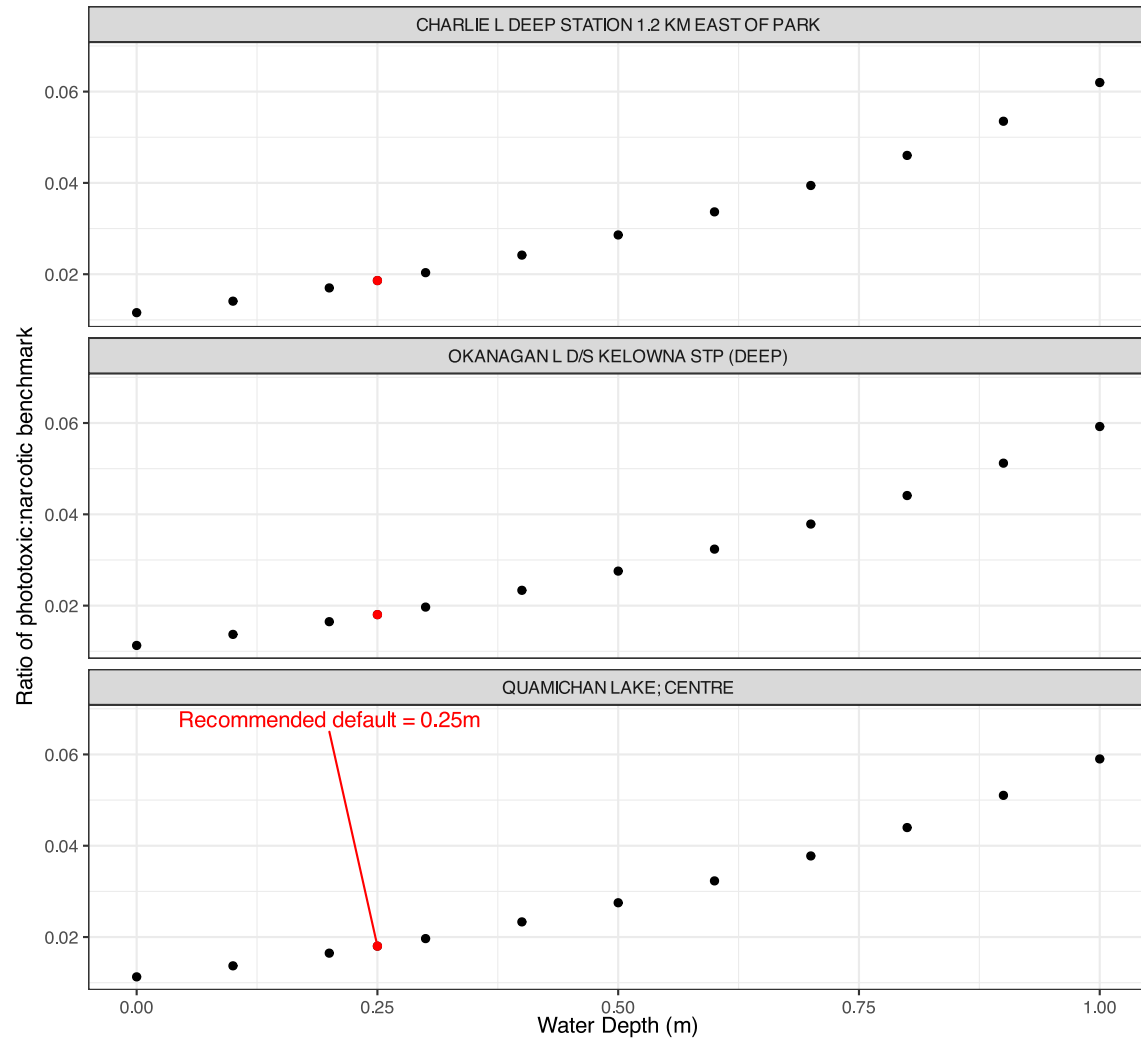 CHARLIE L DEEP STATION 1.2 KM EAST OF PARK
0.06
0.04
0.02
OKANAGAN L D/S KELOWNA STP (DEEP)
0.06
0.04
0.02
QUAMICHAN LAKE; CENTRE
Recommended default = 0.25m
0.06
0.04
0.02
0.00 0.25 0.50 0.75 1.00
Water Depth (m)
Ratio of phototoxic:narcotic benchmark